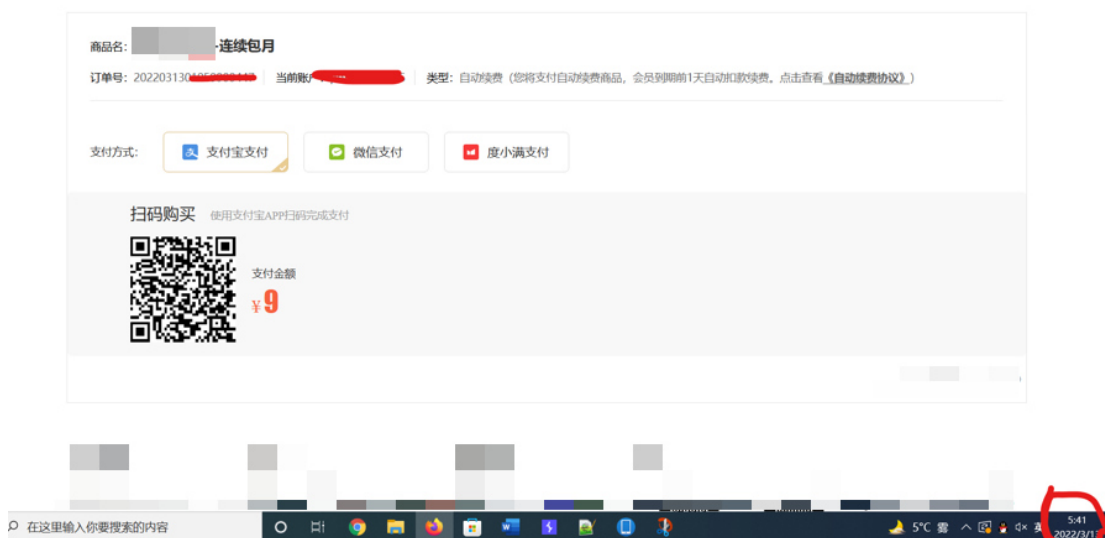 商品名： -连续包月
订单号：2022031301 当前账 类型：自动续费（您将支付自动续费商品，会员到期前1天自动扣款续费。点击查看《自动续费协议》）
支付方式： 支付宝支付 微信支付 度小满支付
扫码购买 使用支付宝APP扫码完成支付
支付金额
¥9
在这里输入你要搜索的内容 5°C 雾 英 5:41
2022/3/13